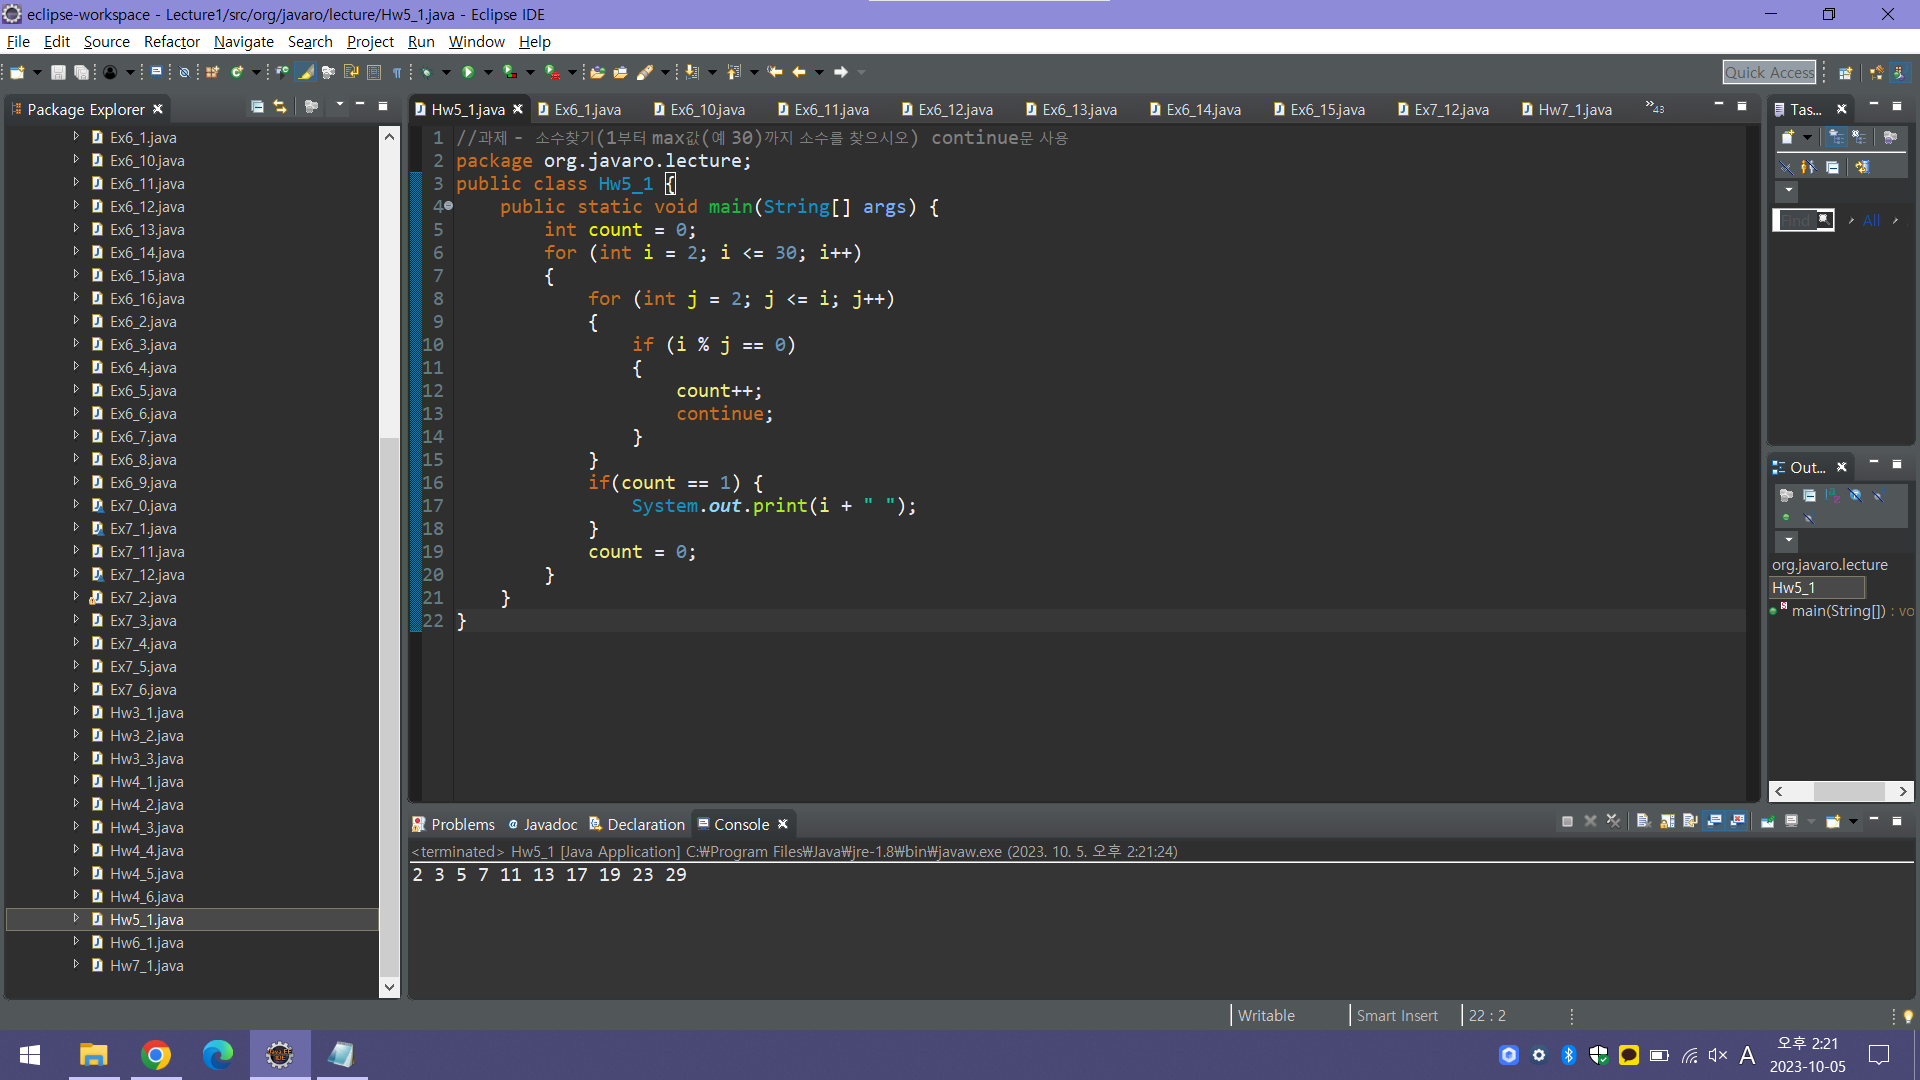 eclipse-workspace - Lecture1/src/org/javaro/lecture/Hw5_1.java - Eclipse IDE
File Edit Source Refactor Navigate Search Project Run Window Help
Quick Access
Package Explorer
Ex6_1.java
Ex6_10.java
Ex6_11.java
Ex6_12.java
Ex6_13.java
Ex6_14.java
Ex6_15.java
Ex6_16.java
Ex6_2.java
Ex6_3.java
Ex6_4.java
Ex6_5.java
Ex6_6.java
Ex6_7.java
Ex6_8.java
Ex6_9.java
Ex7_0.java
Ex7_1.java
Ex7_11.java
Ex7_12.java
Ex7_2.java
Ex7_3.java
Ex7_4.java
Ex7_5.java
Ex7_6.java
Hw3_1.java
Hw3_2.java
Hw3_3.java
Hw4_1.java
Hw4_2.java
Hw4_3.java
Hw4_4.java
Hw4_5.java
Hw4_6.java
Hw5_1.java
Hw6_1.java
Hw7_1.java
Hw5_1.java Ex6_1.java Ex6_10.java Ex6_11.java Ex6_12.java Ex6_13.java Ex6_14.java Ex6_15.java Ex7_12.java Hw7_1.java »43
1 //과제 - 소수찾기(1부터 max값(예 30)까지 소수를 찾으시오) continue문 사용
2 package org.javaro.lecture;
3 public class Hw5_1 {
4 public static void main(String[] args) {
5 int count = 0;
6 for (int i = 2; i <= 30; i++)
7 {
8 for (int j = 2; j <= i; j++)
9 {
10 if (i % j == 0)
11 {
12 count++;
13 continue;
14 }
15 }
16 if(count == 1) {
17 System.out.print(i + " ");
18 }
19 count = 0;
20 }
21 }
22 }
Tas...
Find All
Out...
org.javaro.lecture
Hw5_1
main(String[]) : vo
Problems Javadoc Declaration Console
<terminated> Hw5_1 [Java Application] C:₩Program Files₩Java₩jre-1.8₩bin₩javaw.exe (2023. 10. 5. 오후 2:21:24)
2 3 5 7 11 13 17 19 23 29
Writable Smart Insert 22 : 2
A
오후 2:21
2023-10-05